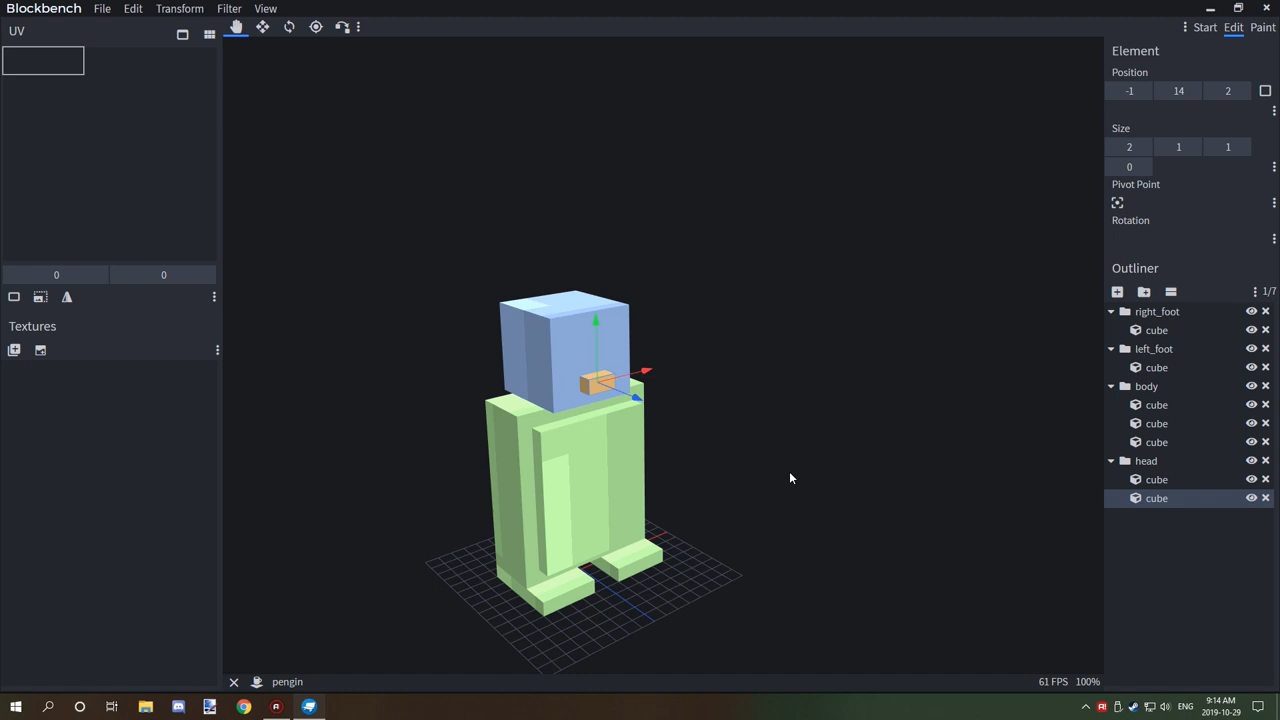 Blockbench File Edit Transform Filter View
UV
Start Edit Paint
Element
Position
-1 14 2
Size
2 1 1
0
Pivot Point
Rotation
0 0
Textures
Outliner
1/7
right_foot
cube
left_foot
cube
body
cube
cube
cube
head
cube
cube
pengin
61 FPS 100%
ENG
9:14 AM
2019-10-29